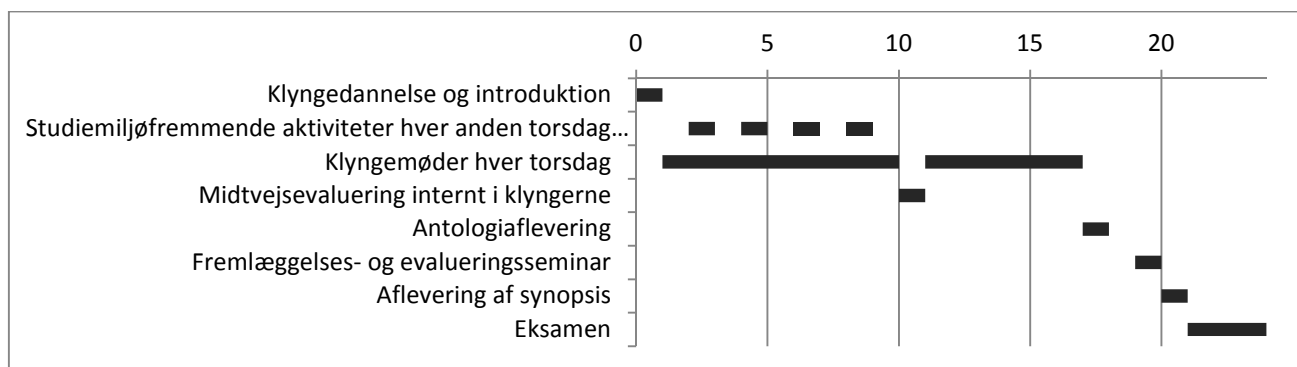 0 5 10 15 20
Klyngedannelse og introduktion
Studiemiljøfremmende aktiviteter hver anden torsdag...
Klyngemøder hver torsdag
Midtvejsevaluering internt i klyngerne
Antologiaflevering
Fremlæggelses- og evalueringsseminar
Aflevering af synopsis
Eksamen